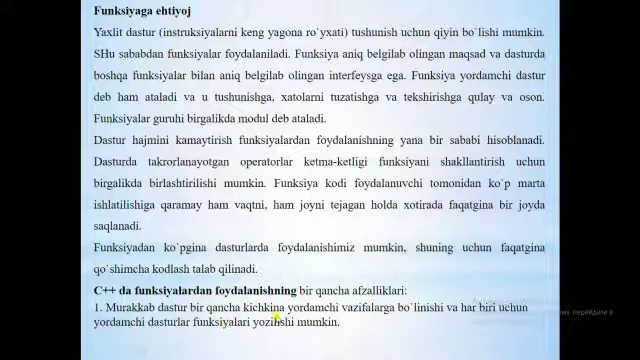 Funksiyaga ehtiyoj
Yaxlit dastur (instruksiyalarni keng yagona ro`yxati) tushunish uchun qiyin bo`lishi mumkin.
SHu sababdan funksiyalar foydalaniladi. Funksiya aniq belgilab olingan maqsad va dasturda
boshqa funksiyalar bilan aniq belgilab olingan interfeysga ega. Funksiya yordamchi dastur
deb ham ataladi va u tushunishga, xatolarni tuzatishga va tekshirishga qulay va oson.
Funksiyalar guruhi birgalikda modul deb ataladi.
Dastur hajmini kamaytirish funksiyalardan foydalanishning yana bir sababi hisoblanadi.
Dasturda takrorlanayotgan operatorlar ketma-ketligi funksiyani shakllantirish uchun
birgalikda birlashtirilishi mumkin. Funksiya kodi foydalanuvchi tomonidan ko`p marta
ishlatilishiga qaramay ham vaqtni, ham joyni tejagan holda xotirada faqatgina bir joyda
saqlanadi.
Funksiyadan ko`pgina dasturlarda foydalanishimiz mumkin, shuning uchun faqatgina
qo`shimcha kodlash talab qilinadi.
C++ da funksiyalardan foydalanishning bir qancha afzalliklari:
1. Murakkab dastur bir qancha kichkina yordamchi vazifalarga bo`linishi va har biri uchun
yordamchi dasturlar funksiyalari yozilishi mumkin.
перейдите в